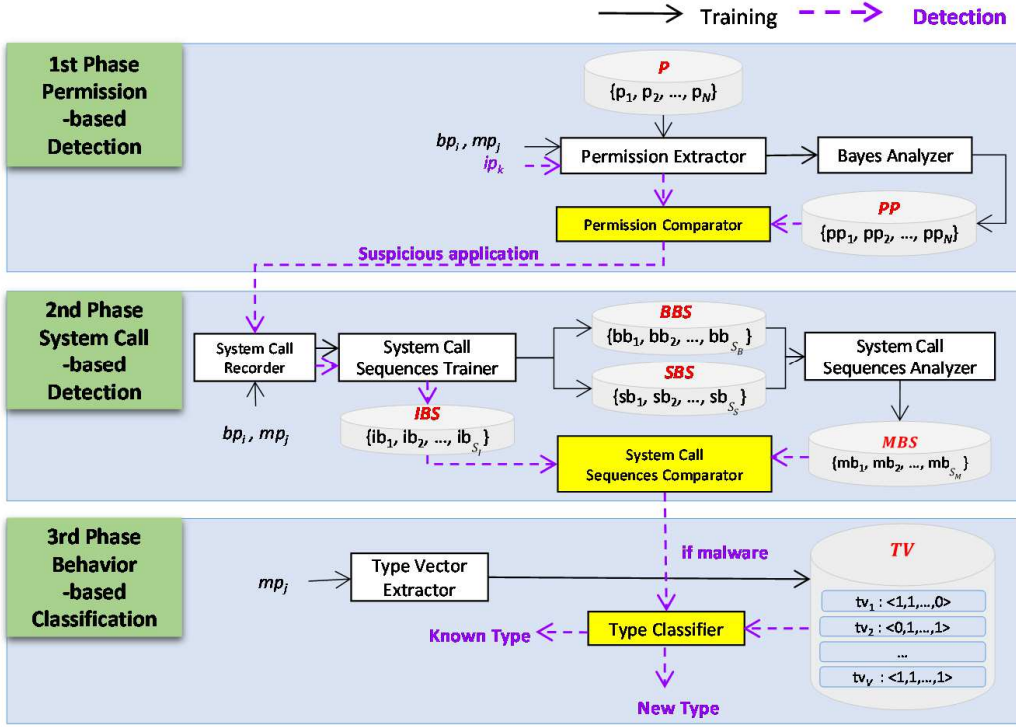 Training
Detection
1st Phase
Permission
-based
Detection
P
{p1, p2, ..., pN}
bpi , mpj
ipk
Permission Extractor
Bayes Analyzer
Permission Comparator
PP
{pp1, pp2, ..., ppN}
Suspicious application
2nd Phase
System Call
-based
Detection
System Call
Recorder
System Call
Sequences Trainer
BBS
{bb1, bb2, ..., bbSB}
SBS
{sb1, sb2, ..., sbSS}
System Call
Sequences Analyzer
bpi , mpj
IBS
{ib1, ib2, ..., ibSI}
System Call
Sequences Comparator
MBS
{mb1, mb2, ..., mbSM}
3rd Phase
Behavior
-based
Classification
if malware
mpj
Type Vector
Extractor
TV
tv1 : <1,1,...,0>
tv2 : <0,1,...,1>
...
tvV : <1,1,...,1>
Known Type
Type Classifier
New Type